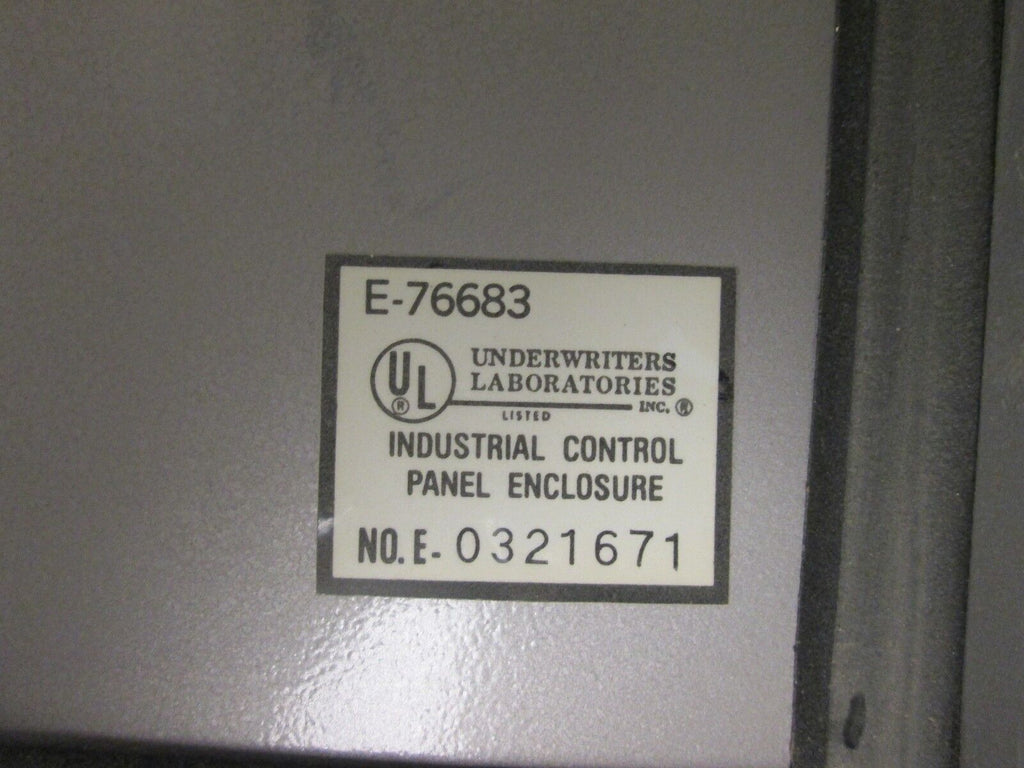 E-76683
UL
®
UNDERWRITERS
LABORATORIES
INC. ®
LISTED
INDUSTRIAL CONTROL
PANEL ENCLOSURE
NO. E- 0321671